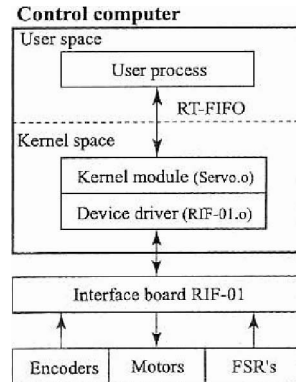 Control computer
User space
User process
RT-FIFO
Kernel space
Kernel module (Servo.o)
Device driver (RIF-01.o)
Interface board RIF-01
Encoders Motors FSR's